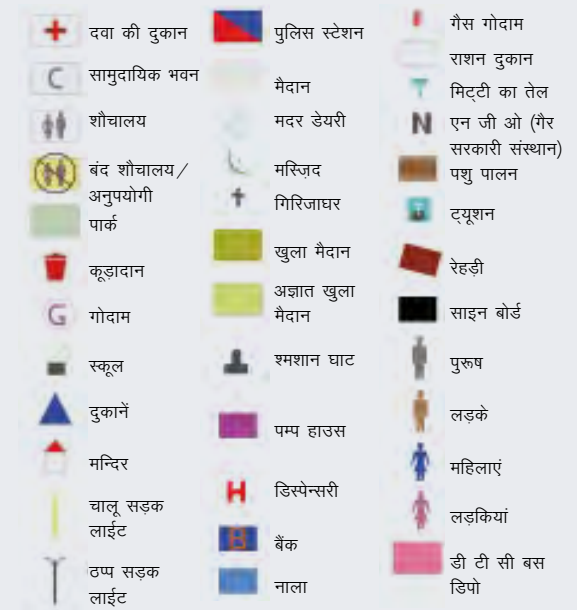 दवा की दुकान
C
सामुदायिक भवन
शौचालय
बंद शौचालय/
अनुपयोगी
पार्क
कूड़ादान
G
गोदाम
स्कूल
दुकानें
मन्दिर
चालू सड़क
लाईट
ठप्प सड़क
लाईट
पुलिस स्टेशन
मैदान
मदर डेयरी
मस्ज़िद
गिरिजाघर
खुला मैदान
अज्ञात खुला
मैदान
श्मशान घाट
पम्प हाउस
H
डिस्पेन्सरी
B
बैंक
नाला
गैस गोदाम
राशन दुकान
मिट्टी का तेल
N
एन जी ओ (गैर
सरकारी संस्थान)
पशु पालन
ट्यूशन
रेहड़ी
साइन बोर्ड
पुरूष
लड़के
महिलाएं
लड़कियां
डी टी सी बस
डिपो